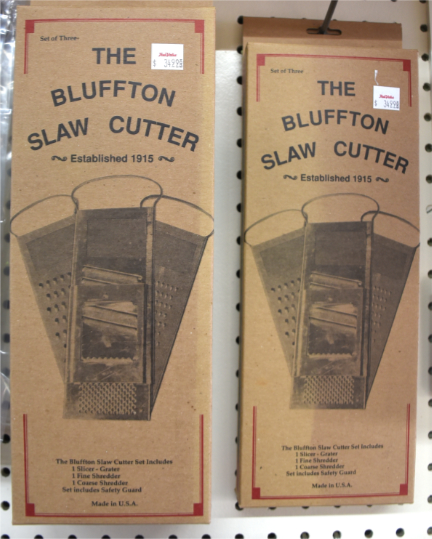 Set of Three
THE
BLUFFTON
SLAW CUTTER
~ Established 1915 ~
The Bluffton Slaw Cutter Set Includes
1 Slicer - Grater
1 Fine Shredder
1 Coarse Shredder
Set includes Safety Guard
Made in U.S.A.
Set of Three
THE
BLUFFTON
SLAW CUTTER
~ Established 1915 ~
The Bluffton Slaw Cutter Set Includes
1 Slicer - Grater
1 Fine Shredder
1 Coarse Shredder
Set includes Safety Guard
Made in U.S.A.